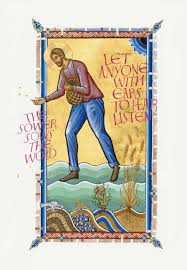 LET
ANYONE
WITH
EARS
TO HEAR
LISTEN!
THE
SOWER
SOWS
THE
WORD